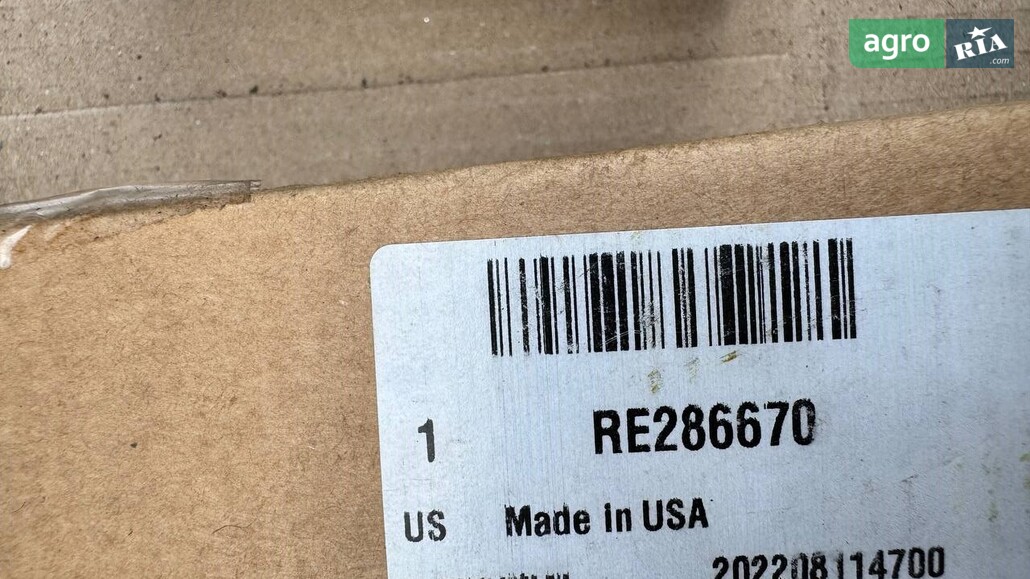 agro RIA
.com
1 RE286670
US Made in USA
202208114700